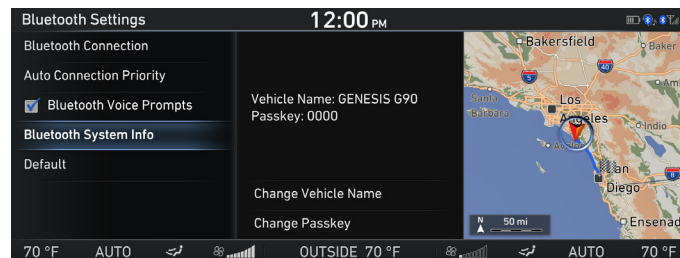 Bluetooth Settings
12:00 PM
Bluetooth Connection
Auto Connection Priority
Bluetooth Voice Prompts
Bluetooth System Info
Default
Vehicle Name: GENESIS G90
Passkey: 0000
Change Vehicle Name
Change Passkey
Bakersfield
Baker
40
5
Santa
Barbara
Los
Angeles
Indio
San
Diego
8
Ensenad
N
50 mi
70 °F
AUTO
OUTSIDE 70 °F
AUTO
70 °F